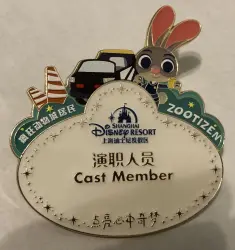 疯狂动物城居民
ZOOTIZEN
SHANGHAI
DISNEY RESORT
上海迪士尼度假区
演职人员
Cast Member
点亮心中奇梦